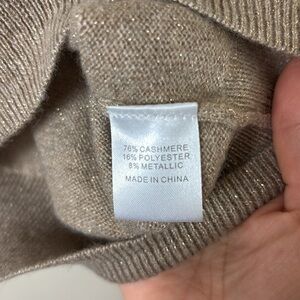 76% CASHMERE
16% POLYESTER
8% METALLIC
MADE IN CHINA